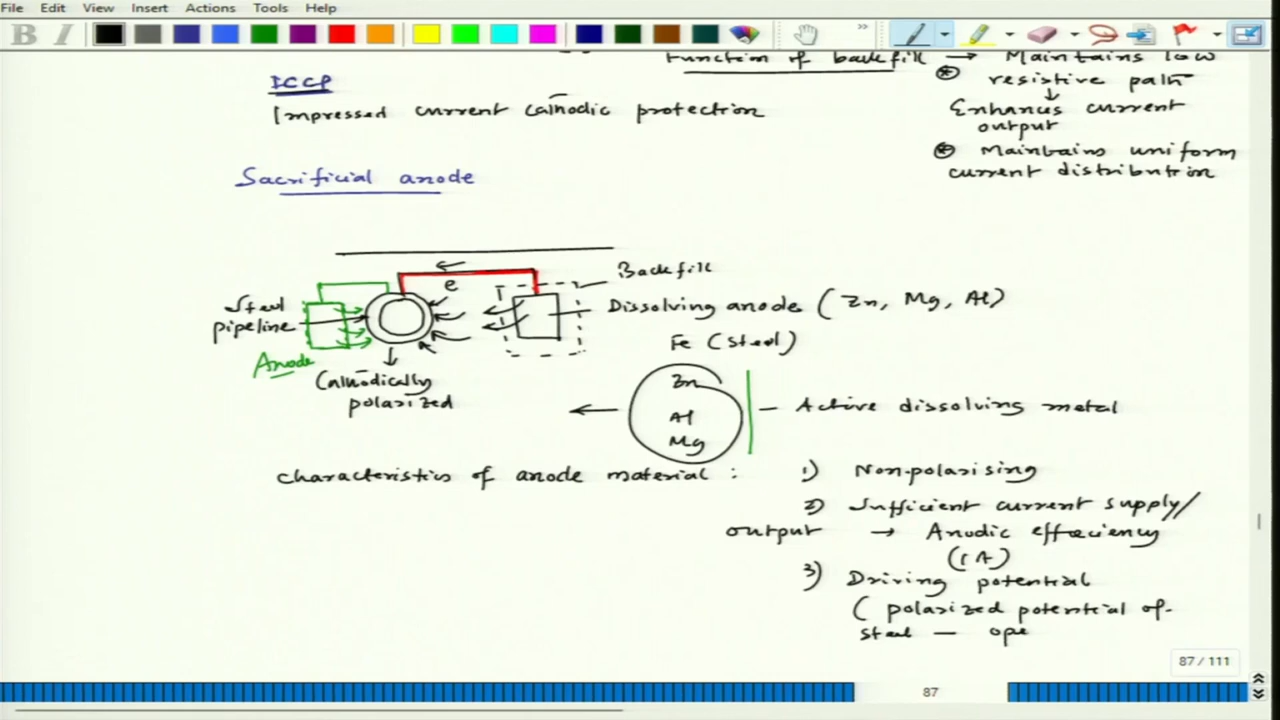 File Edit View Insert Actions Tools Help
B I
Function of backfill → Maintains low
resistive path
Enhances current
output
Maintains uniform
current distribution
ICCP
Impressed current cathodic protection
Sacrificial anode
Backfill
e
Steel
pipeline
Dissolving anode (Zn, Mg, Al)
Anode
Cathodically
polarized
Fe (steel)
Zn
Al
Mg
← — Active dissolving metal
characteristics of anode material :
1) Non-polarising
2) Sufficient current supply/
output → Anodic effeciency
(1A)
3) Driving potential
( polarized potential of
steel — ope
87 / 111
87